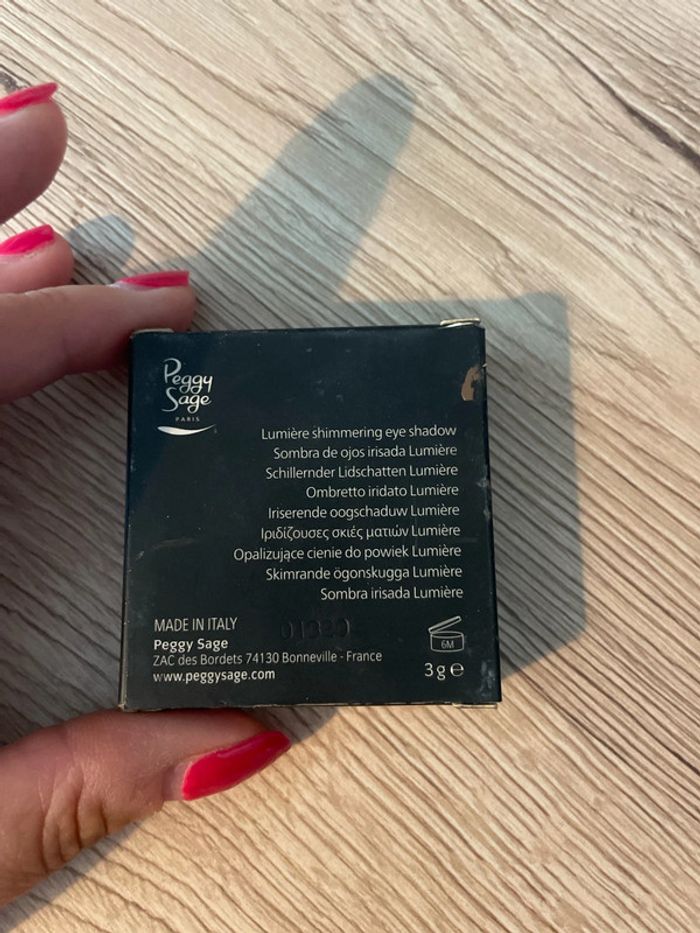 Peggy
Sage
PARIS
Lumière shimmering eye shadow
Sombra de ojos irisada Lumière
Schillernder Lidschatten Lumière
Ombretto iridato Lumière
Iriserende oogschaduw Lumière
Ιριδίζουσες σκιές ματιών Lumière
Opalizujące cienie do powiek Lumière
Skimrande ögonskugga Lumière
Sombra irisada Lumière
MADE IN ITALY
Peggy Sage
ZAC des Bordets 74130 Bonneville - France
www.peggysage.com
6M
3 g e